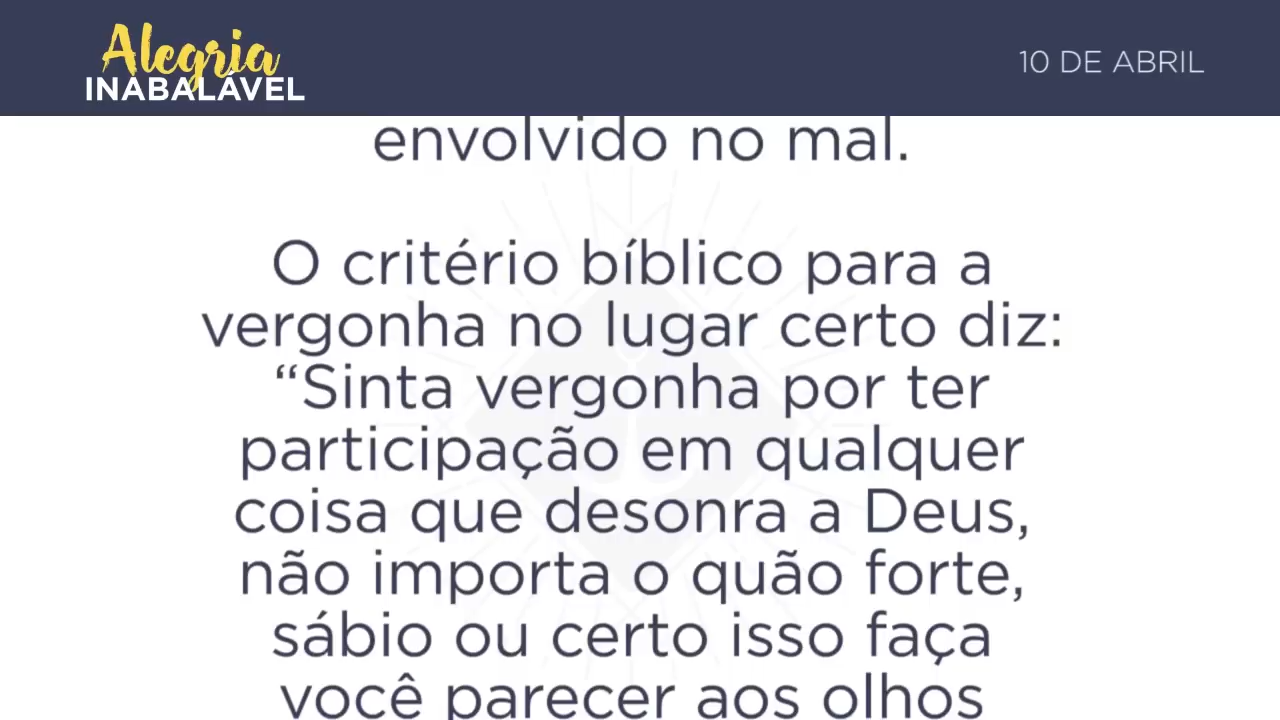 Alegria
INABALÁVEL
10 DE ABRIL
envolvido no mal.
O critério bíblico para a
vergonha no lugar certo diz:
“Sinta vergonha por ter
participação em qualquer
coisa que desonra a Deus,
não importa o quão forte,
sábio ou certo isso faça
você parecer aos olhos